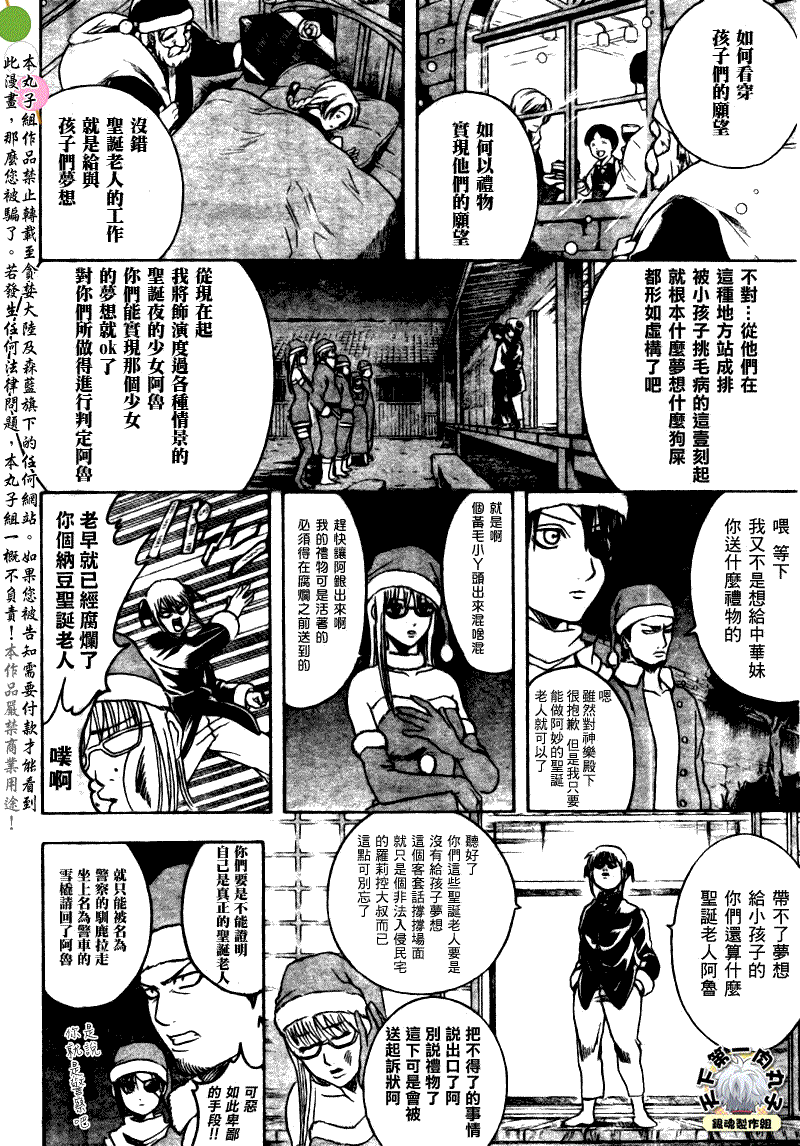 如何看穿
孩子們的願望
如何以禮物
實現他們的願望
沒錯
聖誕老人的工作
就是給與
孩子們夢想
不對…從他們在
這種地方站成排
被小孩子挑毛病的這壹刻起
就根本什麼夢想什麼狗屎
都形如虛構了吧
從現在起
我將飾演度過各種情景的
聖誕夜的少女阿魯
你們能實現那個少女
的夢想就ok了
對你們所做得進行判定阿魯
喂 等下
我又不是想給中華妹
你送什麼禮物的
嗯
雖然對神樂殿下
很抱歉 但是我只要
能做阿妙的聖誕
老人就可以了
就是啊
個黃毛小丫頭出來混啥混
趕快讓阿銀出來啊
我的禮物可是活著的
必須得在腐爛之前送到的
老早就已經腐爛了
你個納豆聖誕老人
噗啊
帶不了夢想
給小孩子的
你們還算什麼
聖誕老人阿魯
聽好了
你們這些聖誕老人要是
沒有給孩子夢想
這個客套話撐撐場面
就只是個非法入侵民宅
的羅莉控大叔而已
這點可別忘了
把不得了的事情
說出口了阿
別說禮物了
這下可是會被
送起訴狀阿
你們要是不能證明
自己是真正的聖誕老人
就只能被名為
警察的馴鹿拉走
坐上名為警車的
雪橇請回了阿魯
可惡
如此卑鄙
的手段!!
是說
你就是
吧
本丸子組作品禁止轉載至貪婪大陸及森藍旗下的任何網站。如果您被告知需要付款才能看到
此漫畫，那麼您被騙了。若發生任何法律問題，本丸子組一概不負責！本作品嚴禁商業用途！
天下第一肉丸子
銀魂製作組